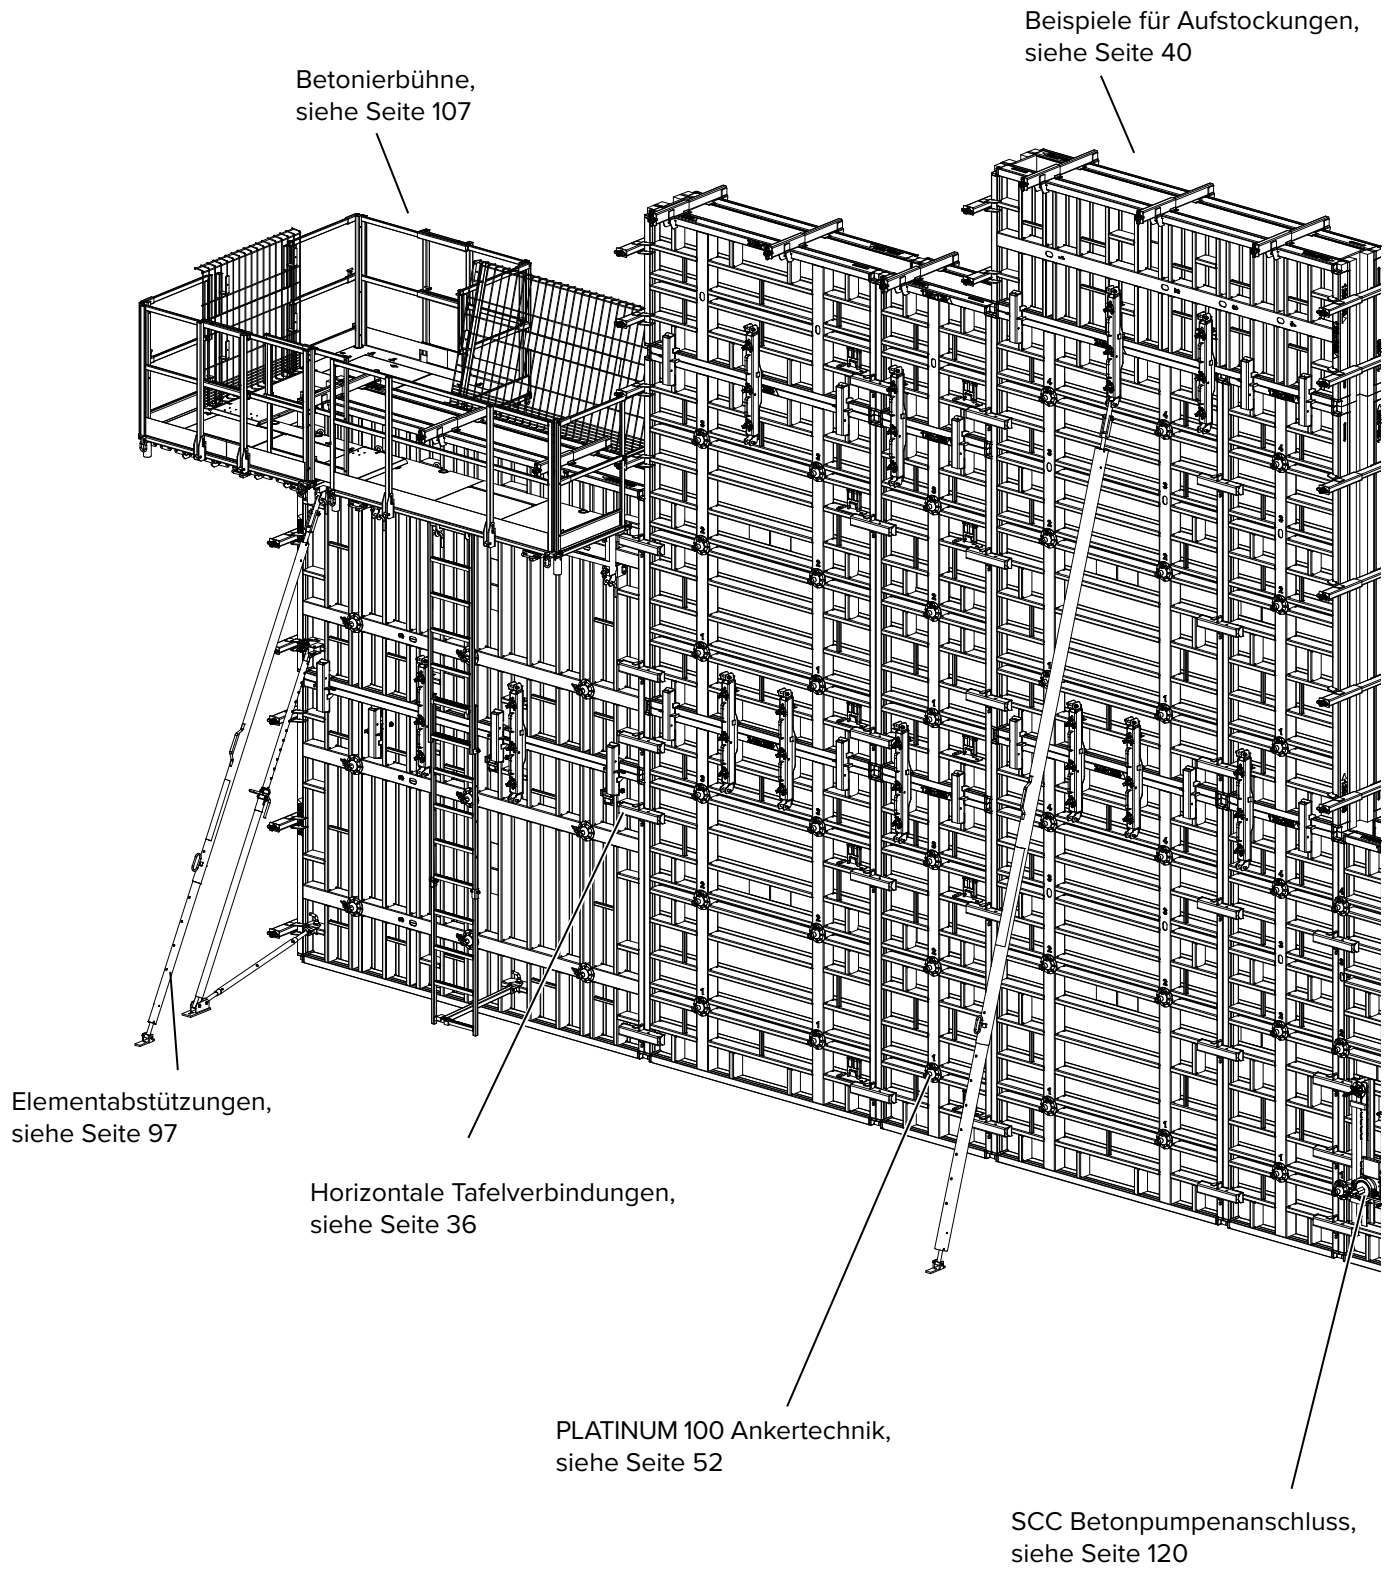 Beispiele für Aufstockungen,
siehe Seite 40
Betonierbühne,
siehe Seite 107
Elementabstützungen,
siehe Seite 97
Horizontale Tafelverbindungen,
siehe Seite 36
PLATINUM 100 Ankertechnik,
siehe Seite 52
SCC Betonpumpenanschluss,
siehe Seite 120